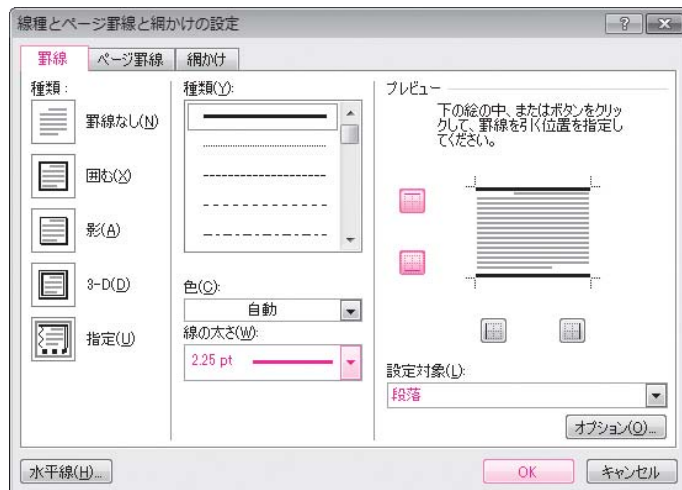 線種とページ罫線と網かけの設定
罫線
ページ罫線
網かけ
種類:
罫線なし(N)
囲む(X)
影(A)
3-D(D)
指定(U)
種類(Y):
色(C):
自動
線の太さ(W):
2.25 pt
プレビュー
下の絵の中、またはボタンをクリッ
クして、罫線を引く位置を指定し
てください。
設定対象(L):
段落
オプション(O)...
水平線(H)...
OK
キャンセル